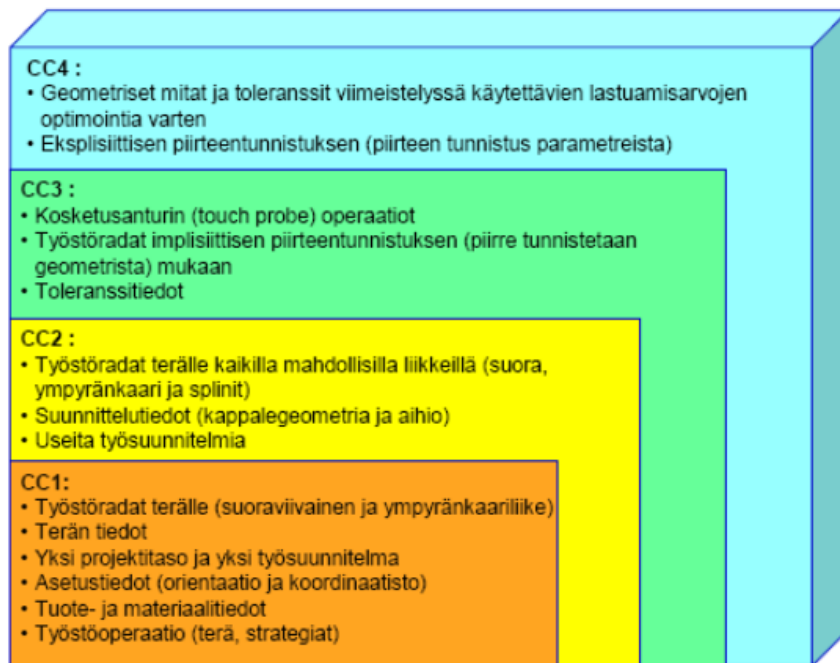 CC4 :
• Geometriset mitat ja toleranssit viimeistelyssä käytettävien lastuamisarvojen
optimointia varten
• Eksplisiittisen piirteentunnistuksen (piirteen tunnistus parametreista)
CC3 :
• Kosketusanturin (touch probe) operaatiot
• Työstöradat implisiittisen piirteentunnistuksen (piirre tunnistetaan
geometrista) mukaan
• Toleranssitiedot
CC2 :
• Työstöradat terälle kaikilla mahdollisilla liikkeillä (suora,
ympyränkaari ja splinit)
• Suunnittelutiedot (kappalegeometria ja aihio)
• Useita työsuunnitelmia
CC1:
• Työstöradat terälle (suoraviivainen ja ympyränkaariliike)
• Terän tiedot
• Yksi projektitaso ja yksi työsuunnitelma
• Asetustiedot (orientaatio ja koordinaatisto)
• Tuote- ja materiaalitiedot
• Työstöoperaatio (terä, strategiat)